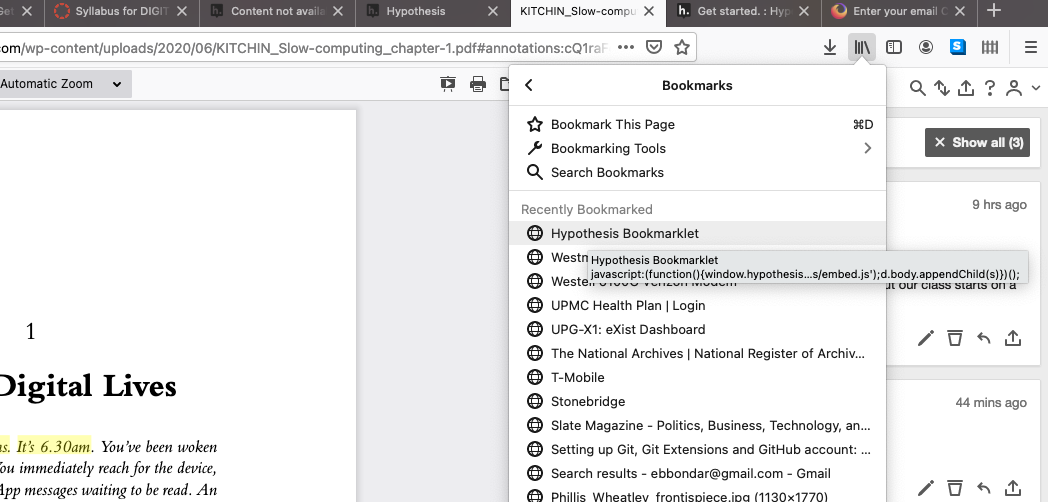 Get
Syllabus for DIGIT
Content not availa
Hypothesis
KITCHIN_Slow-compu
Get started. : Hyp
Enter your email C
com/wp-content/uploads/2020/06/KITCHIN_Slow-computing_chapter-1.pdf#annotations:cQ1raF
Automatic Zoom
Bookmarks
Bookmark This Page ⌘D
Bookmarking Tools
Search Bookmarks
Recently Bookmarked
Hypothesis Bookmarklet
Westm
Hypothesis Bookmarklet
javascript:(function(){window.hypothesis...s/embed.js');d.body.appendChild(s)})();
Westell 6100G Verizon Modem
UPMC Health Plan | Login
UPG-X1: eXist Dashboard
The National Archives | National Register of Archiv...
T-Mobile
Stonebridge
Slate Magazine - Politics, Business, Technology, an...
Setting up Git, Git Extensions and GitHub account: ...
Search results - ebbondar@gmail.com - Gmail
Phillis_Wheatley_frontispiece.jpg (1130×1770)
Show all (3)
9 hrs ago
ut our class starts on a
44 mins ago
1
Digital Lives
ns. It's 6.30am. You've been woken
You immediately reach for the device,
App messages waiting to be read. An